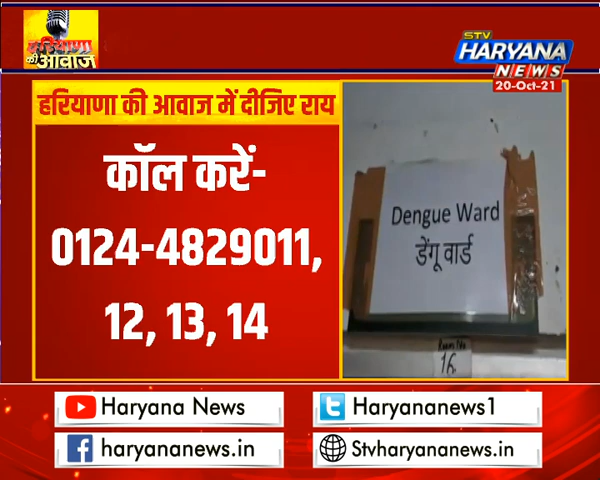 हरियाणा
की आवाज
STV
HARYANA
NEWS
20-Oct-21
हरियाणा की आवाज में दीजिए राय
कॉल करें-
0124-4829011,
12, 13, 14
Dengue Ward
डेंगू वार्ड
16
Haryana News
Haryananews1
haryananews.in
Stvharyananews.in